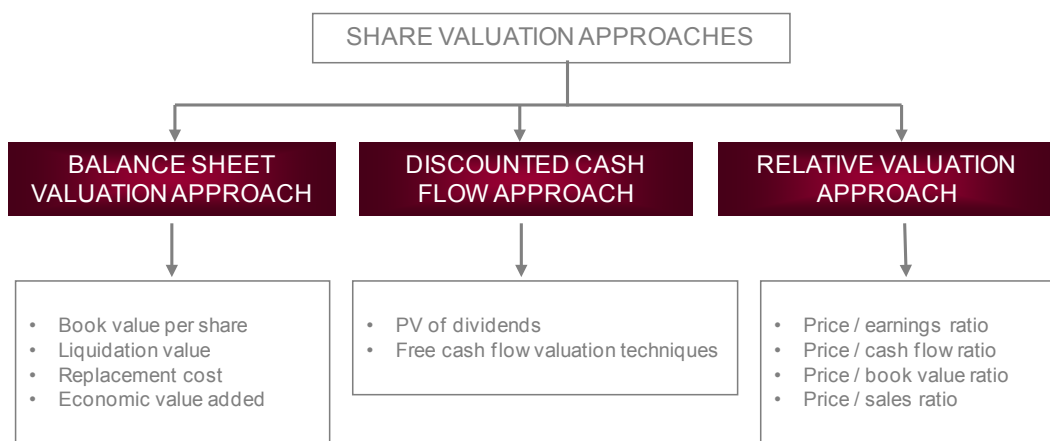 SHARE VALUATION APPROACHES
BALANCE SHEET
VALUATION APPROACH
DISCOUNTED CASH
FLOW APPROACH
RELATIVE VALUATION
APPROACH
• Book value per share
• Liquidation value
• Replacement cost
• Economic value added
• PV of dividends
• Free cash flow valuation techniques
• Price / earnings ratio
• Price / cash flow ratio
• Price / book value ratio
• Price / sales ratio